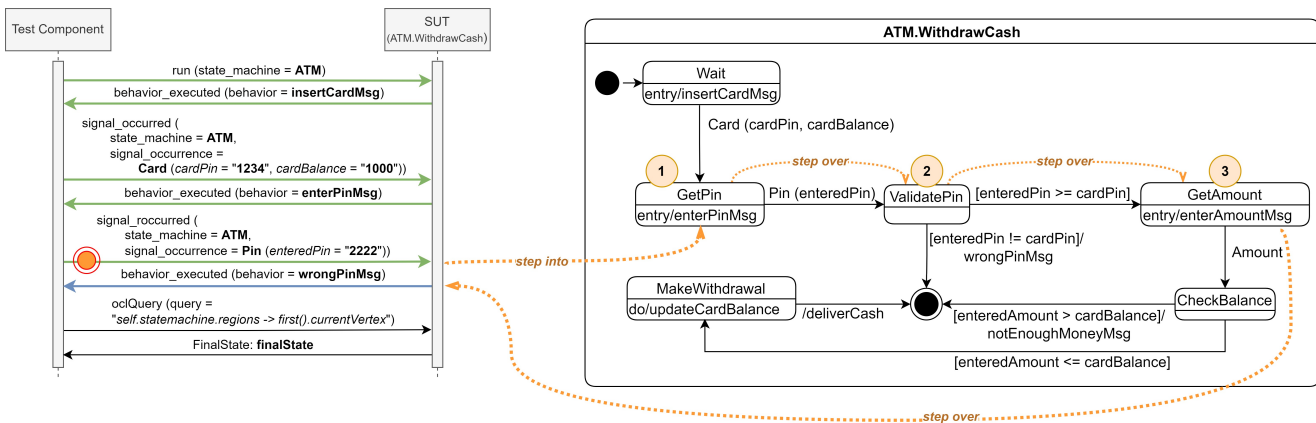 Test Component
SUT
(ATM.WithdrawCash)
run (state_machine = ATM)
behavior_executed (behavior = insertCardMsg)
signal_occurred (
state_machine = ATM,
signal_occurrence =
Card (cardPin = "1234", cardBalance = "1000"))
behavior_executed (behavior = enterPinMsg)
signal_roccurred (
state_machine = ATM,
signal_occurrence = Pin (enteredPin = "2222"))
behavior_executed (behavior = wrongPinMsg)
oclQuery (query =
"self.statemachine.regions -> first().currentVertex")
FinalState: finalState
step into
ATM.WithdrawCash
Wait
entry/insertCardMsg
Card (cardPin, cardBalance)
step over
step over
1
2
3
GetPin
entry/enterPinMsg
Pin (enteredPin)
ValidatePin
[enteredPin >= cardPin]
GetAmount
entry/enterAmountMsg
[enteredPin != cardPin]/
wrongPinMsg
Amount
MakeWithdrawal
do/updateCardBalance
/deliverCash
CheckBalance
[enteredAmount > cardBalance]/
notEnoughMoneyMsg
[enteredAmount <= cardBalance]
step over